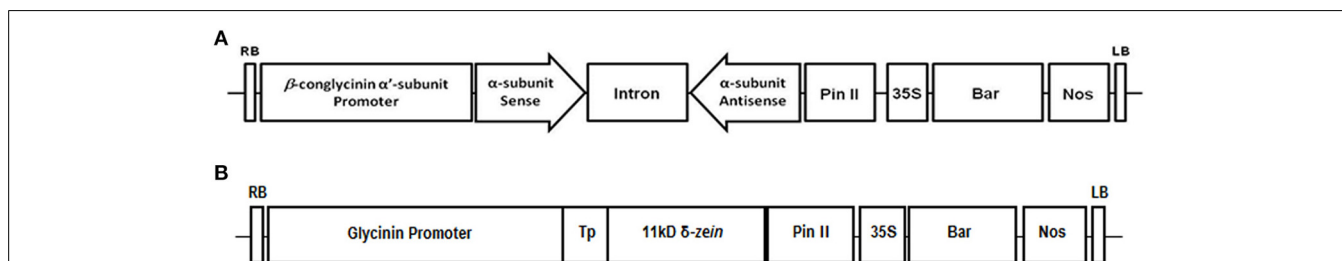 A
RB
LB
β-conglycinin α'-subunit
Promoter
α-subunit
Sense
Intron
α-subunit
Antisense
Pin II
35S
Bar
Nos
B
RB
LB
Glycinin Promoter
Tp
11kD δ-zein
Pin II
35S
Bar
Nos